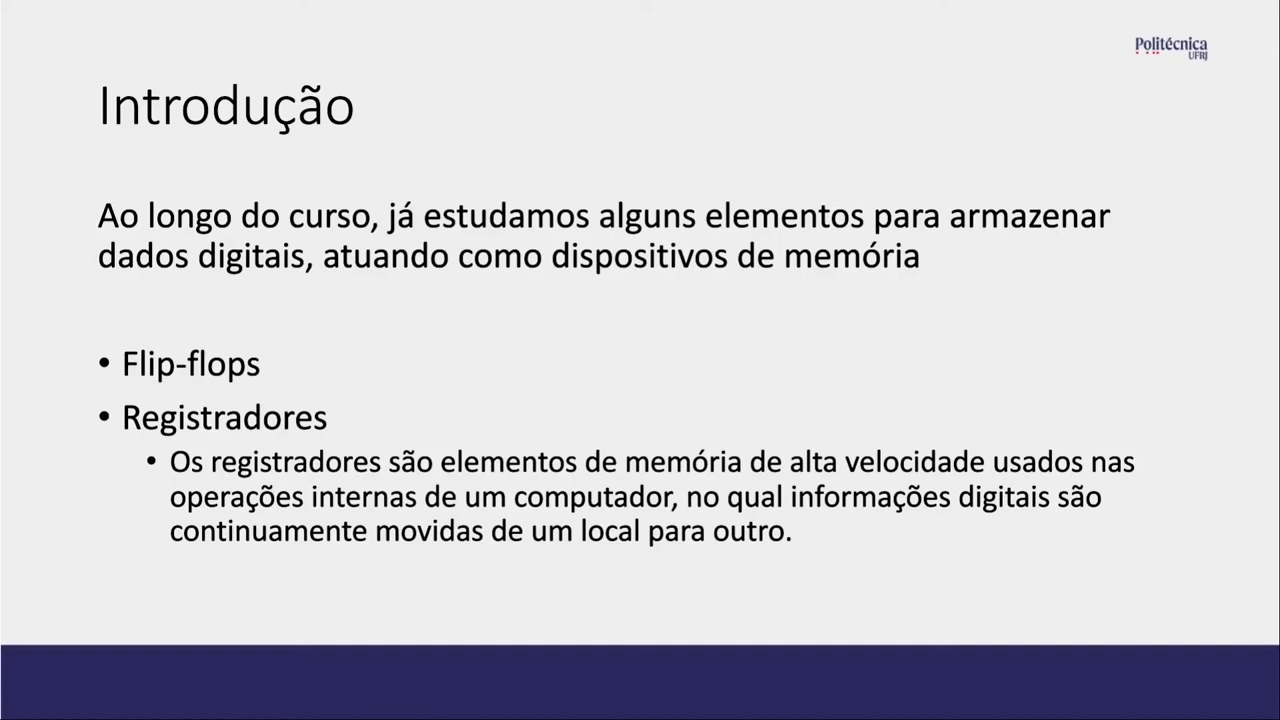 Politécnica
UFRJ
Introdução
Ao longo do curso, já estudamos alguns elementos para armazenar
dados digitais, atuando como dispositivos de memória
• Flip-flops
• Registradores
• Os registradores são elementos de memória de alta velocidade usados nas
operações internas de um computador, no qual informações digitais são
continuamente movidas de um local para outro.